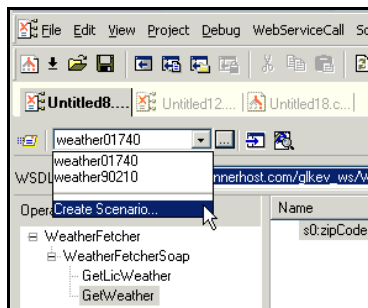 File Edit View Project Debug WebServiceCall
Untitled8.... Untitled12.... Untitled18.c...
weather01740
weather01740
weather90210
WSDL nnerhost.com/glkev_ws/
Create Scenario...
Name
WeatherFetcher s0:zipCode
WeatherFetcherSoap
GetLicWeather
GetWeather